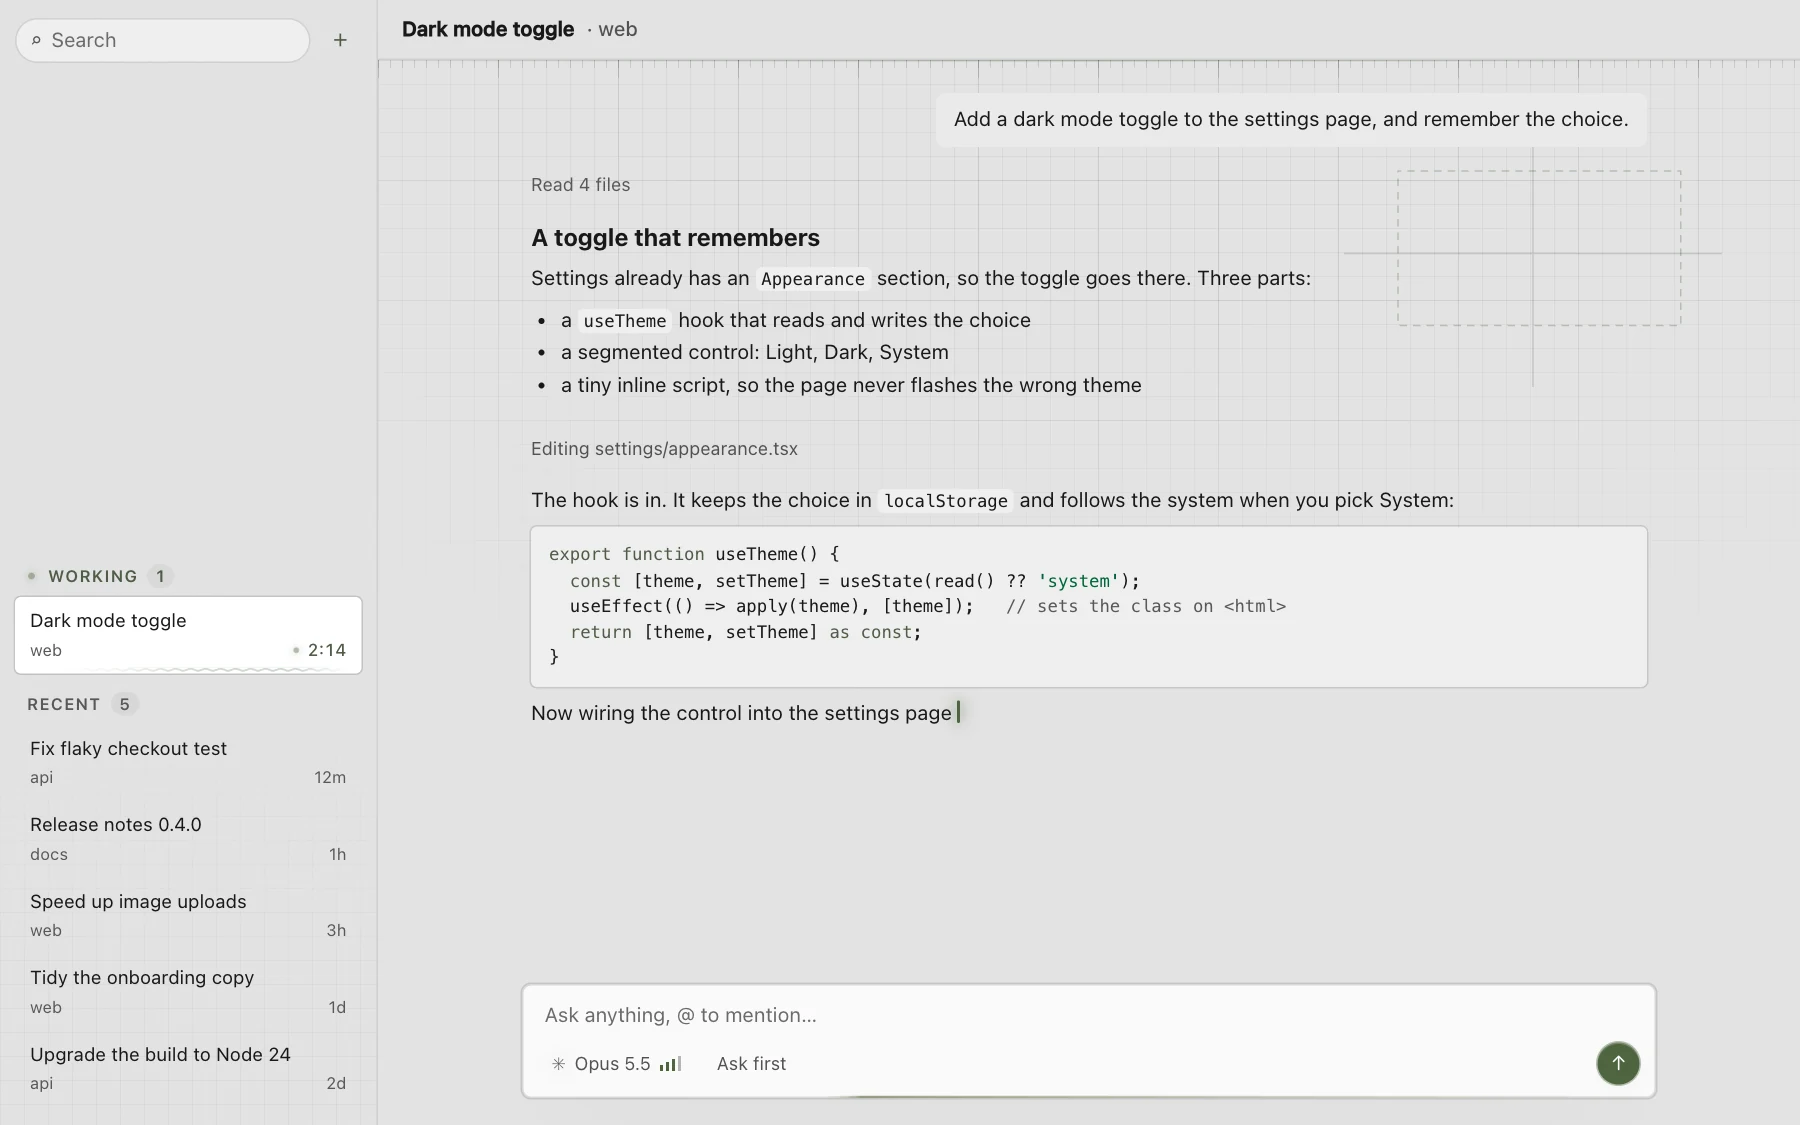 Search
+
WORKING 1
Dark mode toggle
web
2:14
RECENT 5
Fix flaky checkout test
api
12m
Release notes 0.4.0
docs
1h
Speed up image uploads
web
3h
Tidy the onboarding copy
web
1d
Upgrade the build to Node 24
api
2d
Dark mode toggle · web
Add a dark mode toggle to the settings page, and remember the choice.
Read 4 files
A toggle that remembers
Settings already has an Appearance section, so the toggle goes there. Three parts:
• a useTheme hook that reads and writes the choice
• a segmented control: Light, Dark, System
• a tiny inline script, so the page never flashes the wrong theme
Editing settings/appearance.tsx
The hook is in. It keeps the choice in localStorage and follows the system when you pick System:
export function useTheme() {
  const [theme, setTheme] = useState(read() ?? 'system');
  useEffect(() => apply(theme), [theme]);   // sets the class on <html>
  return [theme, setTheme] as const;
}
Now wiring the control into the settings page
Ask anything, @ to mention...
Opus 5.5
Ask first